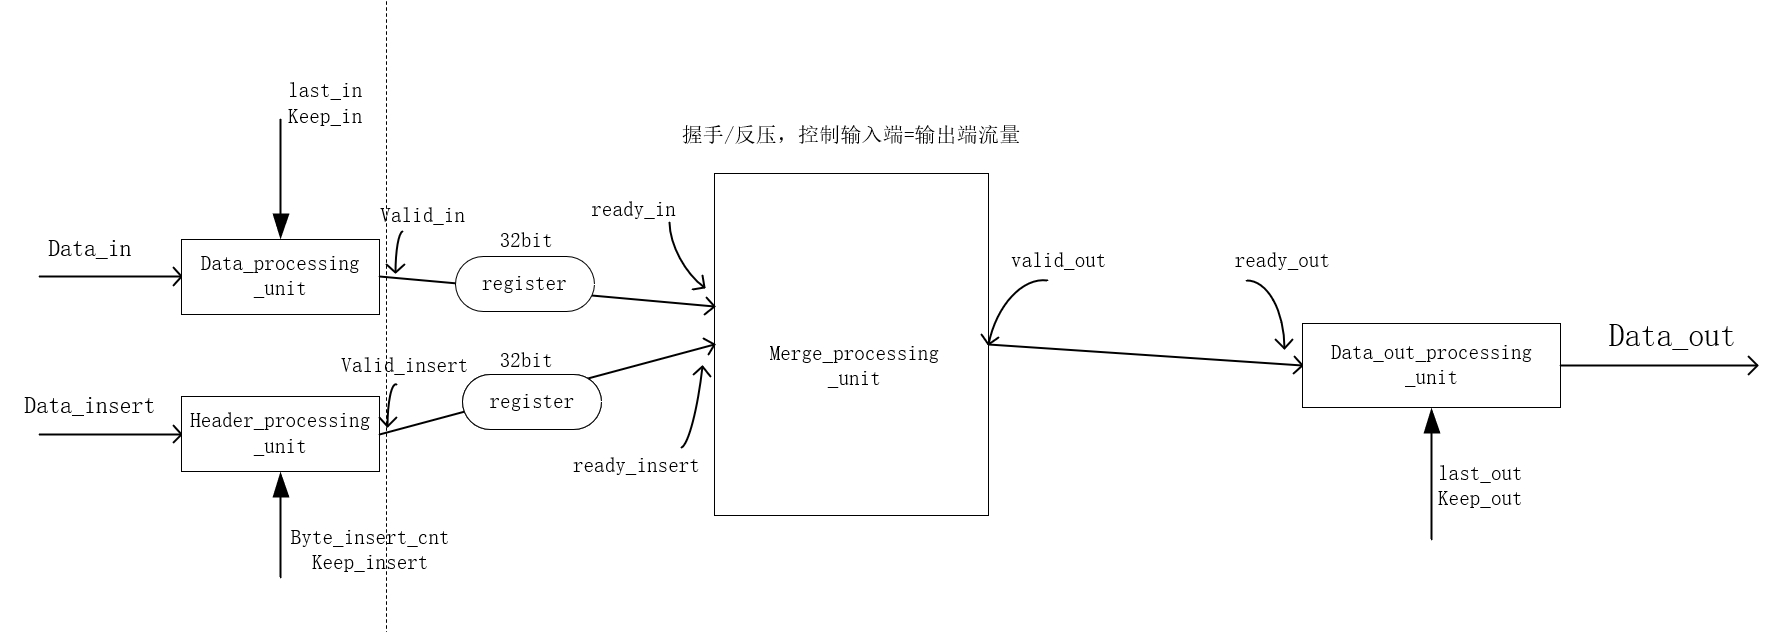 last_in
Keep_in
握手/反压，控制输入端=输出端流量
Valid_in
ready_in
Data_in
32bit
Data_processing
_unit
register
valid_out
ready_out
Data_out
Merge_processing
_unit
Data_out_processing
_unit
Valid_insert
32bit
Data_insert
register
Header_processing
_unit
ready_insert
last_out
Keep_out
Byte_insert_cnt
Keep_insert